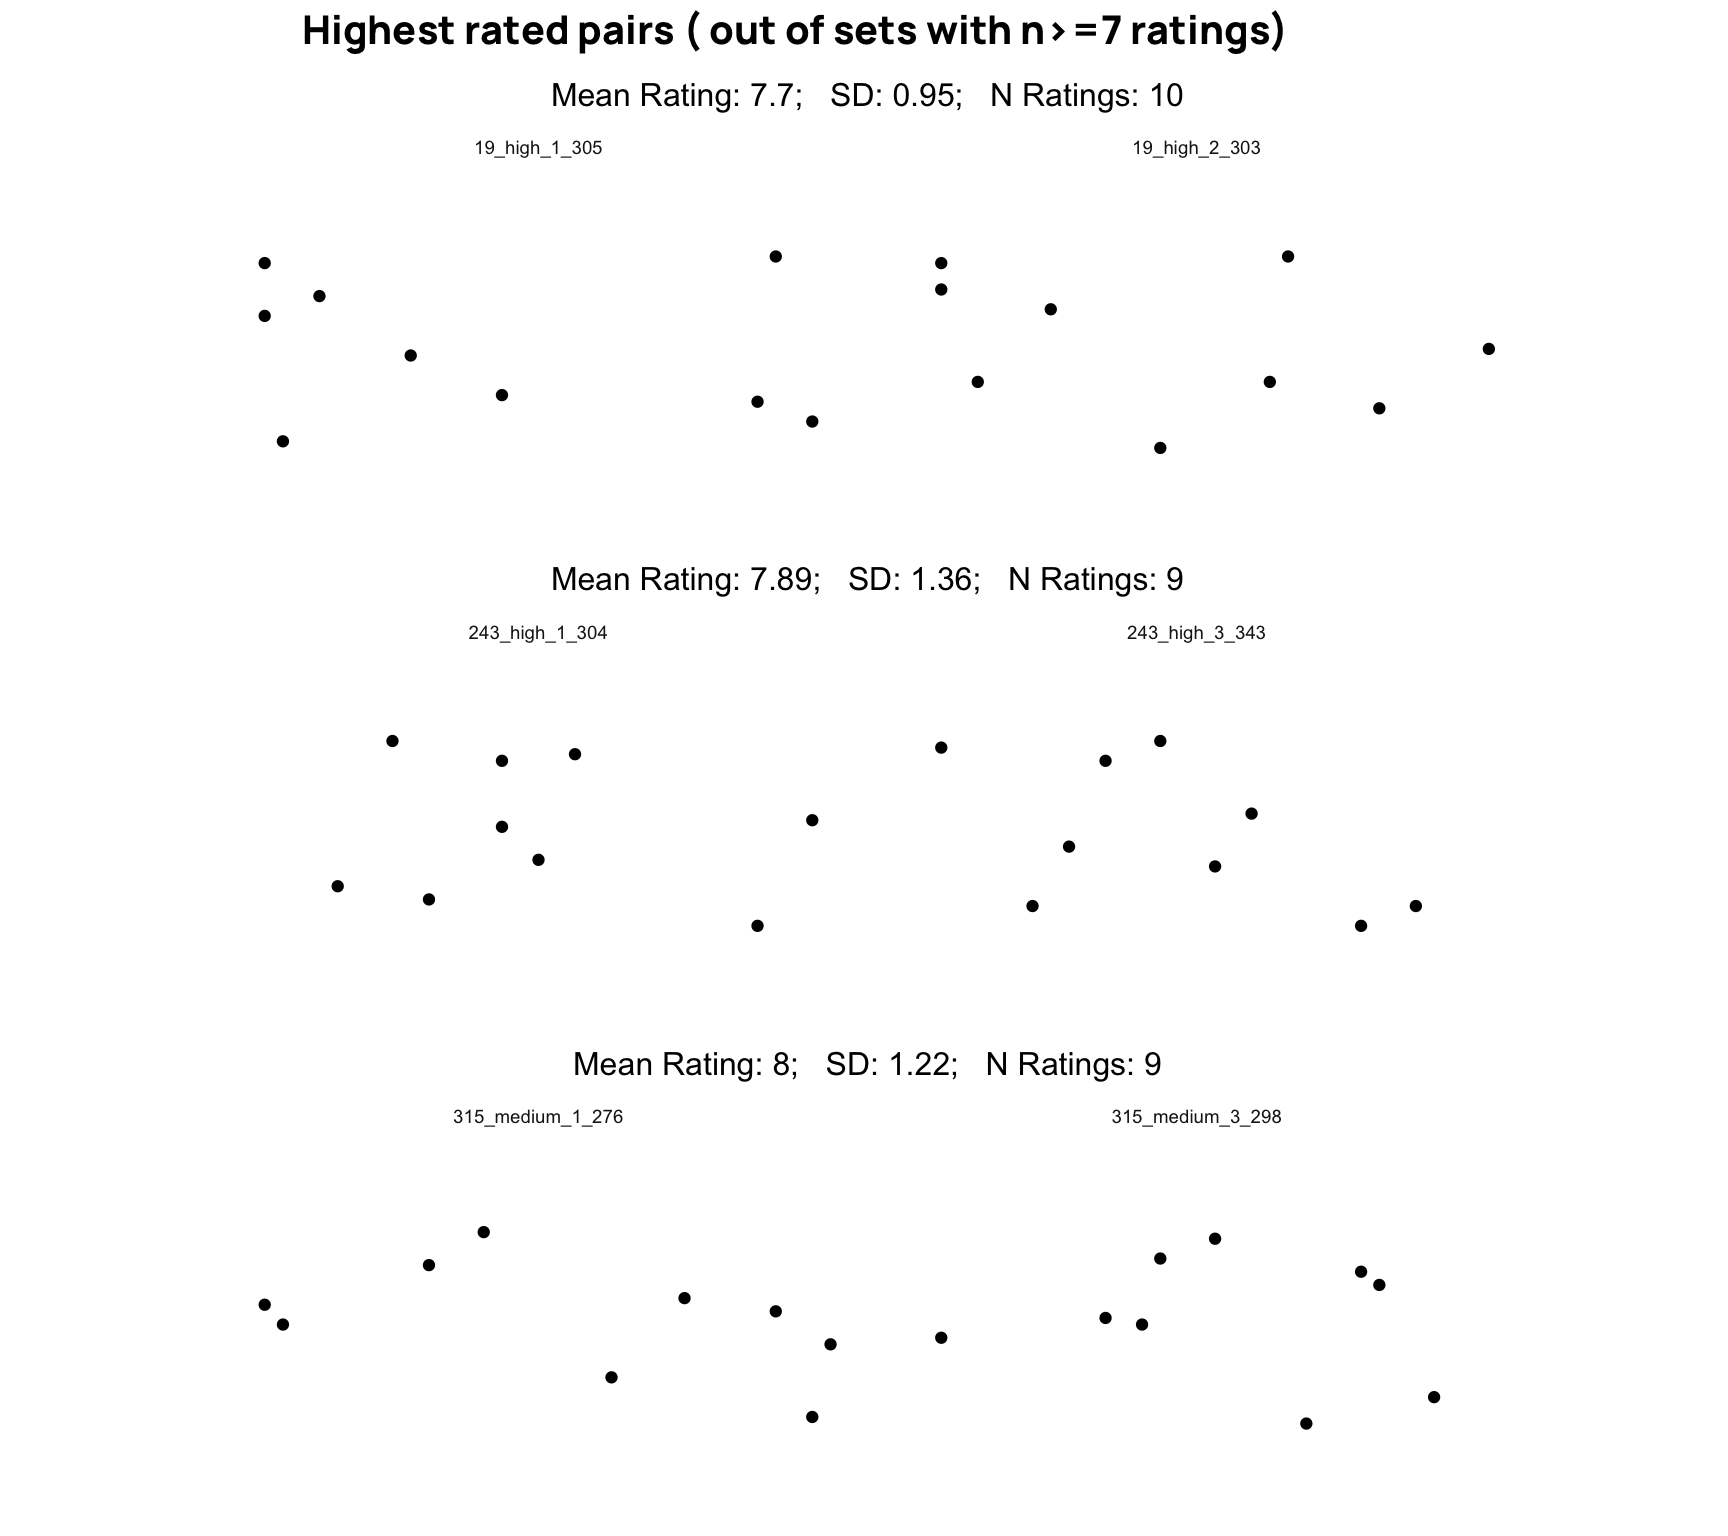 Highest rated pairs ( out of sets with n>=7 ratings)
Mean Rating: 7.7;   SD: 0.95;   N Ratings: 10
19_high_1_305
19_high_2_303
Mean Rating: 7.89;   SD: 1.36;   N Ratings: 9
243_high_1_304
243_high_3_343
Mean Rating: 8;   SD: 1.22;   N Ratings: 9
315_medium_1_276
315_medium_3_298